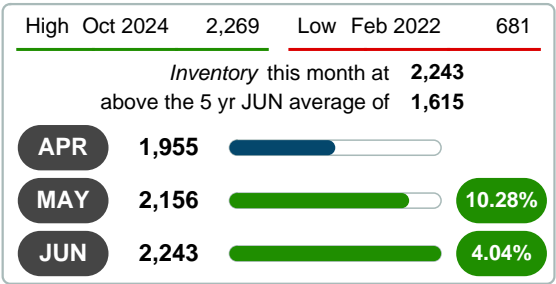 High Oct 2024 2,269 Low Feb 2022 681
Inventory this month at 2,243
above the 5 yr JUN average of 1,615
APR 1,955
MAY 2,156 10.28%
JUN 2,243 4.04%